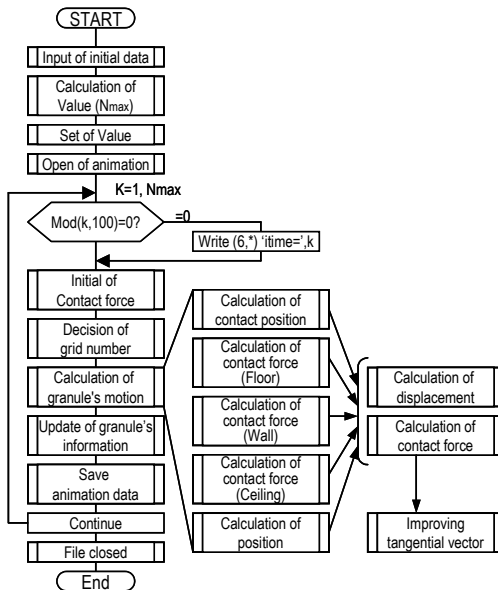 START
Input of initial data
Calculation of
Value (Nmax)
Set of Value
Open of animation
K=1, Nmax
Mod(k,100)=0?
=0
Write (6,*) ‘itime=’,k
Initial of
Contact force
Decision of
grid number
Calculation of
granule's motion
Update of granule's
information
Save
animation data
Continue
File closed
End
Calculation of
contact position
Calculation of
contact force
(Floor)
Calculation of
contact force
(Wall)
Calculation of
contact force
(Ceiling)
Calculation of
position
Calculation of
displacement
Calculation of
contact force
Improving
tangential vector